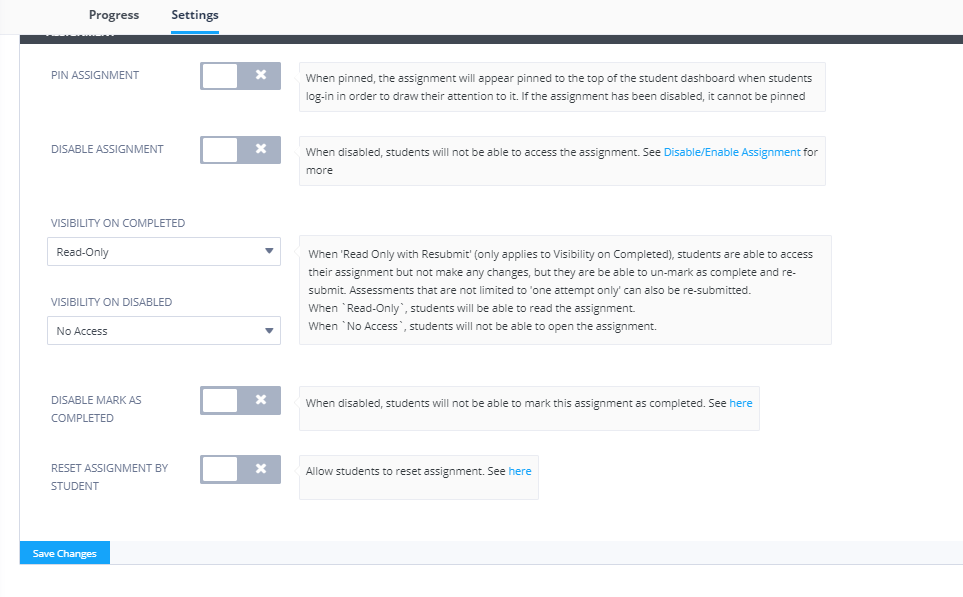 Progress Settings
ASSIGNMENT
PIN ASSIGNMENT
When pinned, the assignment will appear pinned to the top of the student dashboard when students
log-in in order to draw their attention to it. If the assignment has been disabled, it cannot be pinned
DISABLE ASSIGNMENT
When disabled, students will not be able to access the assignment. See Disable/Enable Assignment for
more
VISIBILITY ON COMPLETED
Read-Only
VISIBILITY ON DISABLED
No Access
When 'Read Only with Resubmit' (only applies to Visibility on Completed), students are able to access
their assignment but not make any changes, but they are be able to un-mark as complete and re-
submit. Assessments that are not limited to 'one attempt only' can also be re-submitted.
When `Read-Only`, students will be able to read the assignment.
When `No Access`, students will not be able to open the assignment.
DISABLE MARK AS
COMPLETED
When disabled, students will not be able to mark this assignment as completed. See here
RESET ASSIGNMENT BY
STUDENT
Allow students to reset assignment. See here
Save Changes